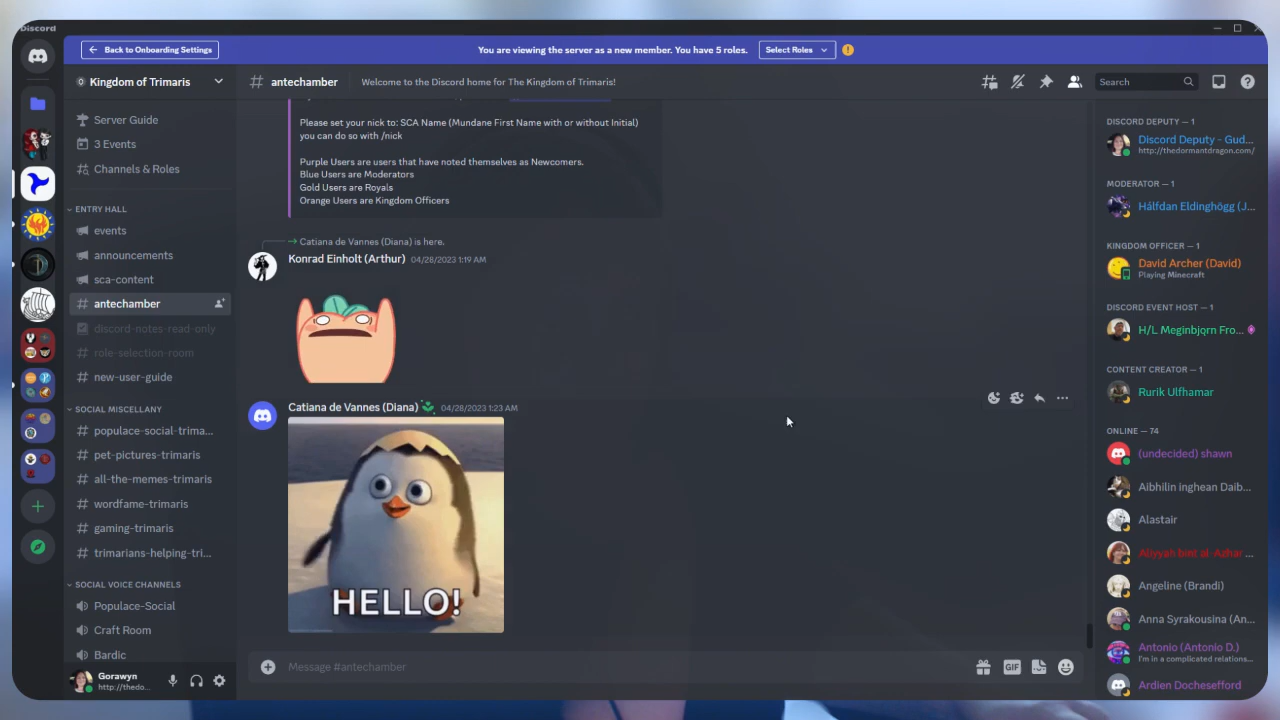 Discord
Back to Onboarding Settings
You are viewing the server as a new member. You have 5 roles.
Select Roles
Kingdom of Trimaris
antechamber
Welcome to the Discord home for The Kingdom of Trimaris!
Search
Server Guide
3 Events
Channels & Roles
ENTRY HALL
events
announcements
sca-content
antechamber
discord-notes-read-only
role-selection-room
new-user-guide
SOCIAL MISCELLANY
populace-social-trima...
pet-pictures-trimaris
all-the-memes-trimaris
wordfame-trimaris
gaming-trimaris
trimarians-helping-tri...
SOCIAL VOICE CHANNELS
Populace-Social
Craft Room
Bardic
Gorawyn
http://thedo...
Please set your nick to: SCA Name (Mundane First Name with or without Initial)
you can do so with /nick
Purple Users are users that have noted themselves as Newcomers.
Blue Users are Moderators
Gold Users are Royals
Orange Users are Kingdom Officers
Catiana de Vannes (Diana) is here.
Konrad Einholt (Arthur) 04/28/2023 1:19 AM
Catiana de Vannes (Diana) 04/28/2023 1:23 AM
HELLO!
Message #antechamber
GIF
DISCORD DEPUTY — 1
Discord Deputy - Gud...
http://thedormantdragon.com/
MODERATOR — 1
Hálfdan Eldinghögg (J...
KINGDOM OFFICER — 1
David Archer (David)
Playing Minecraft
DISCORD EVENT HOST — 1
H/L Meginbjorn Fro...
CONTENT CREATOR — 1
Rurik Ulfhamar
ONLINE — 74
(undecided) shawn
Aibhilin inghean Daib...
Alastair
Aliyyah bint al-Azhar ...
Angeline (Brandi)
Anna Syrakousina (An...
Antonio (Antonio D.)
I'm in a complicated relations...
Ardien Dochesefford